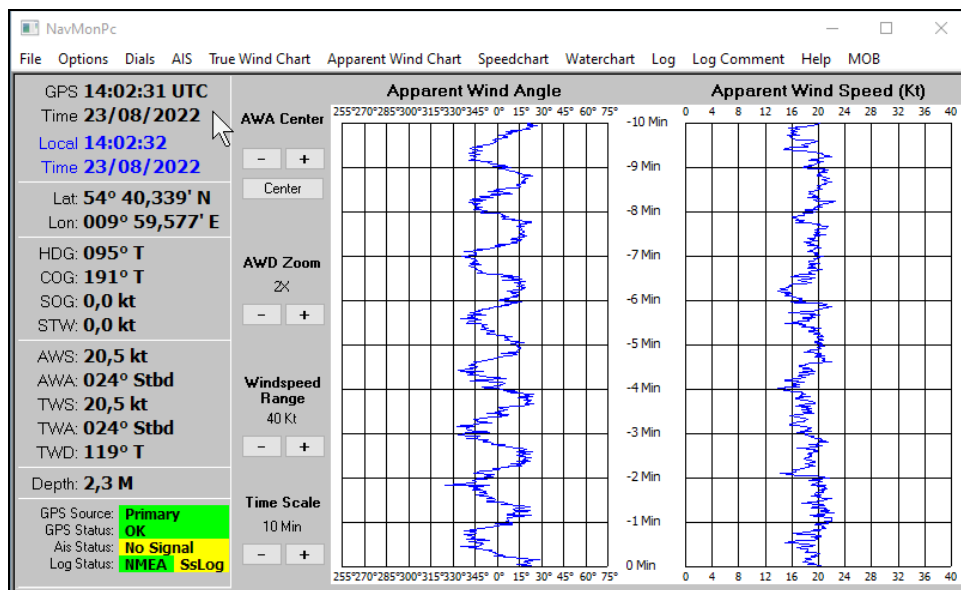 NavMonPc
File Options Dials AIS True Wind Chart Apparent Wind Chart Speedchart Waterchart Log Log Comment Help MOB
GPS 14:02:31 UTC
Time 23/08/2022
Local 14:02:32
Time 23/08/2022
Lat: 54° 40,339' N
Lon: 009° 59,577' E
HDG: 095° T
COG: 191° T
SOG: 0,0 kt
STW: 0,0 kt
AWS: 20,5 kt
AWA: 024° Stbd
TWS: 20,5 kt
TWA: 024° Stbd
TWD: 119° T
Depth: 2,3 M
GPS Source: Primary
GPS Status: OK
Ais Status: No Signal
Log Status: NMEA SsLog
AWA Center
- +
Center
AWD Zoom
2X
- +
Windspeed
Range
40 Kt
- +
Time Scale
10 Min
- +
Apparent Wind Angle
255° 270° 285° 300° 315° 330° 345° 0° 15° 30° 45° 60° 75°
-10 Min
-9 Min
-8 Min
-7 Min
-6 Min
-5 Min
-4 Min
-3 Min
-2 Min
-1 Min
0 Min
255° 270° 285° 300° 315° 330° 345° 0° 15° 30° 45° 60° 75°
Apparent Wind Speed (Kt)
0 4 8 12 16 20 24 28 32 36 40
0 4 8 12 16 20 24 28 32 36 40